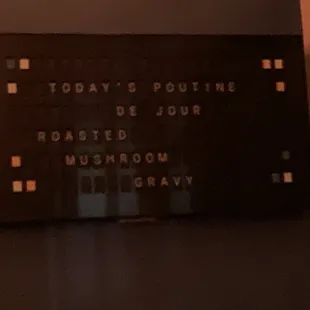 TODAY'S POUTINE
DE JOUR
ROASTED
MUSHROOM
GRAVY